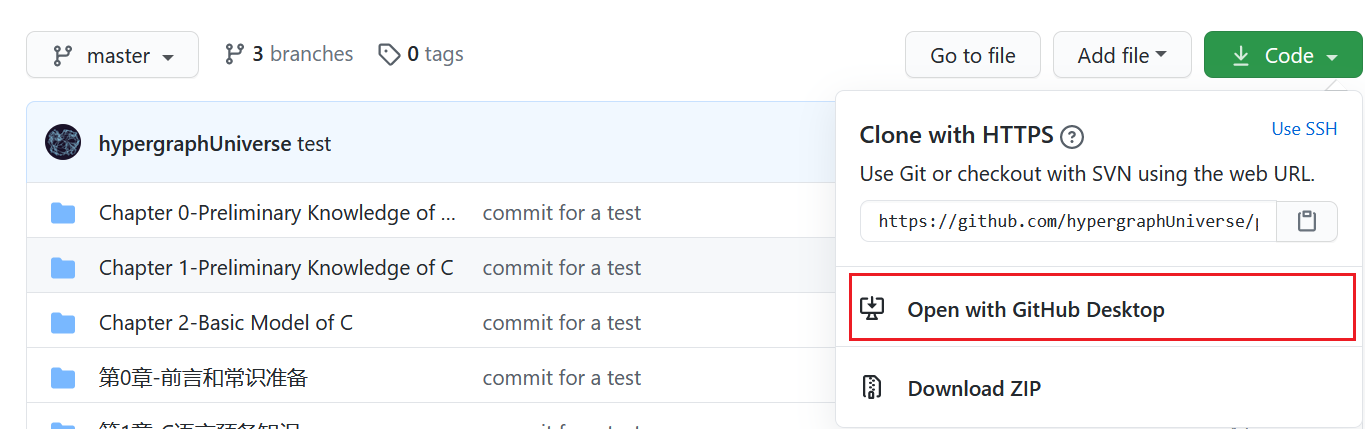 master 3 branches 0 tags Go to file Add file Code
hypergraphUniverse test
Clone with HTTPS ? Use SSH
Use Git or checkout with SVN using the web URL.
https://github.com/hypergraphUniverse/
Chapter 0-Preliminary Knowledge of ... commit for a test
Chapter 1-Preliminary Knowledge of C commit for a test
Chapter 2-Basic Model of C commit for a test
第0章-前言和常识准备 commit for a test
Open with GitHub Desktop
Download ZIP